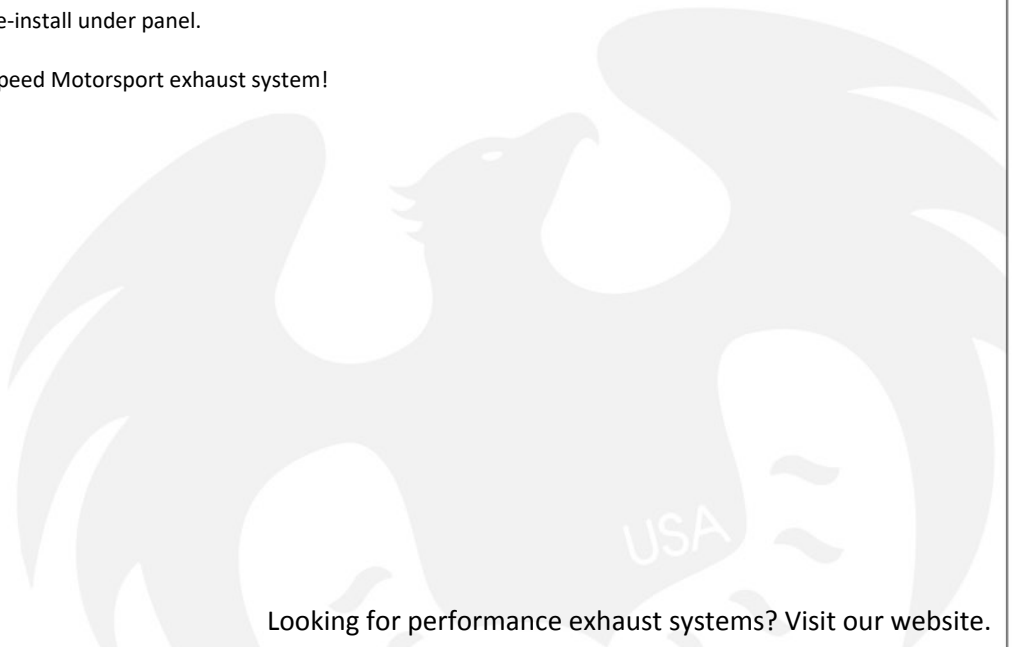 e-install under panel.
peed Motorsport exhaust system!
USA
Looking for performance exhaust systems? Visit our website.